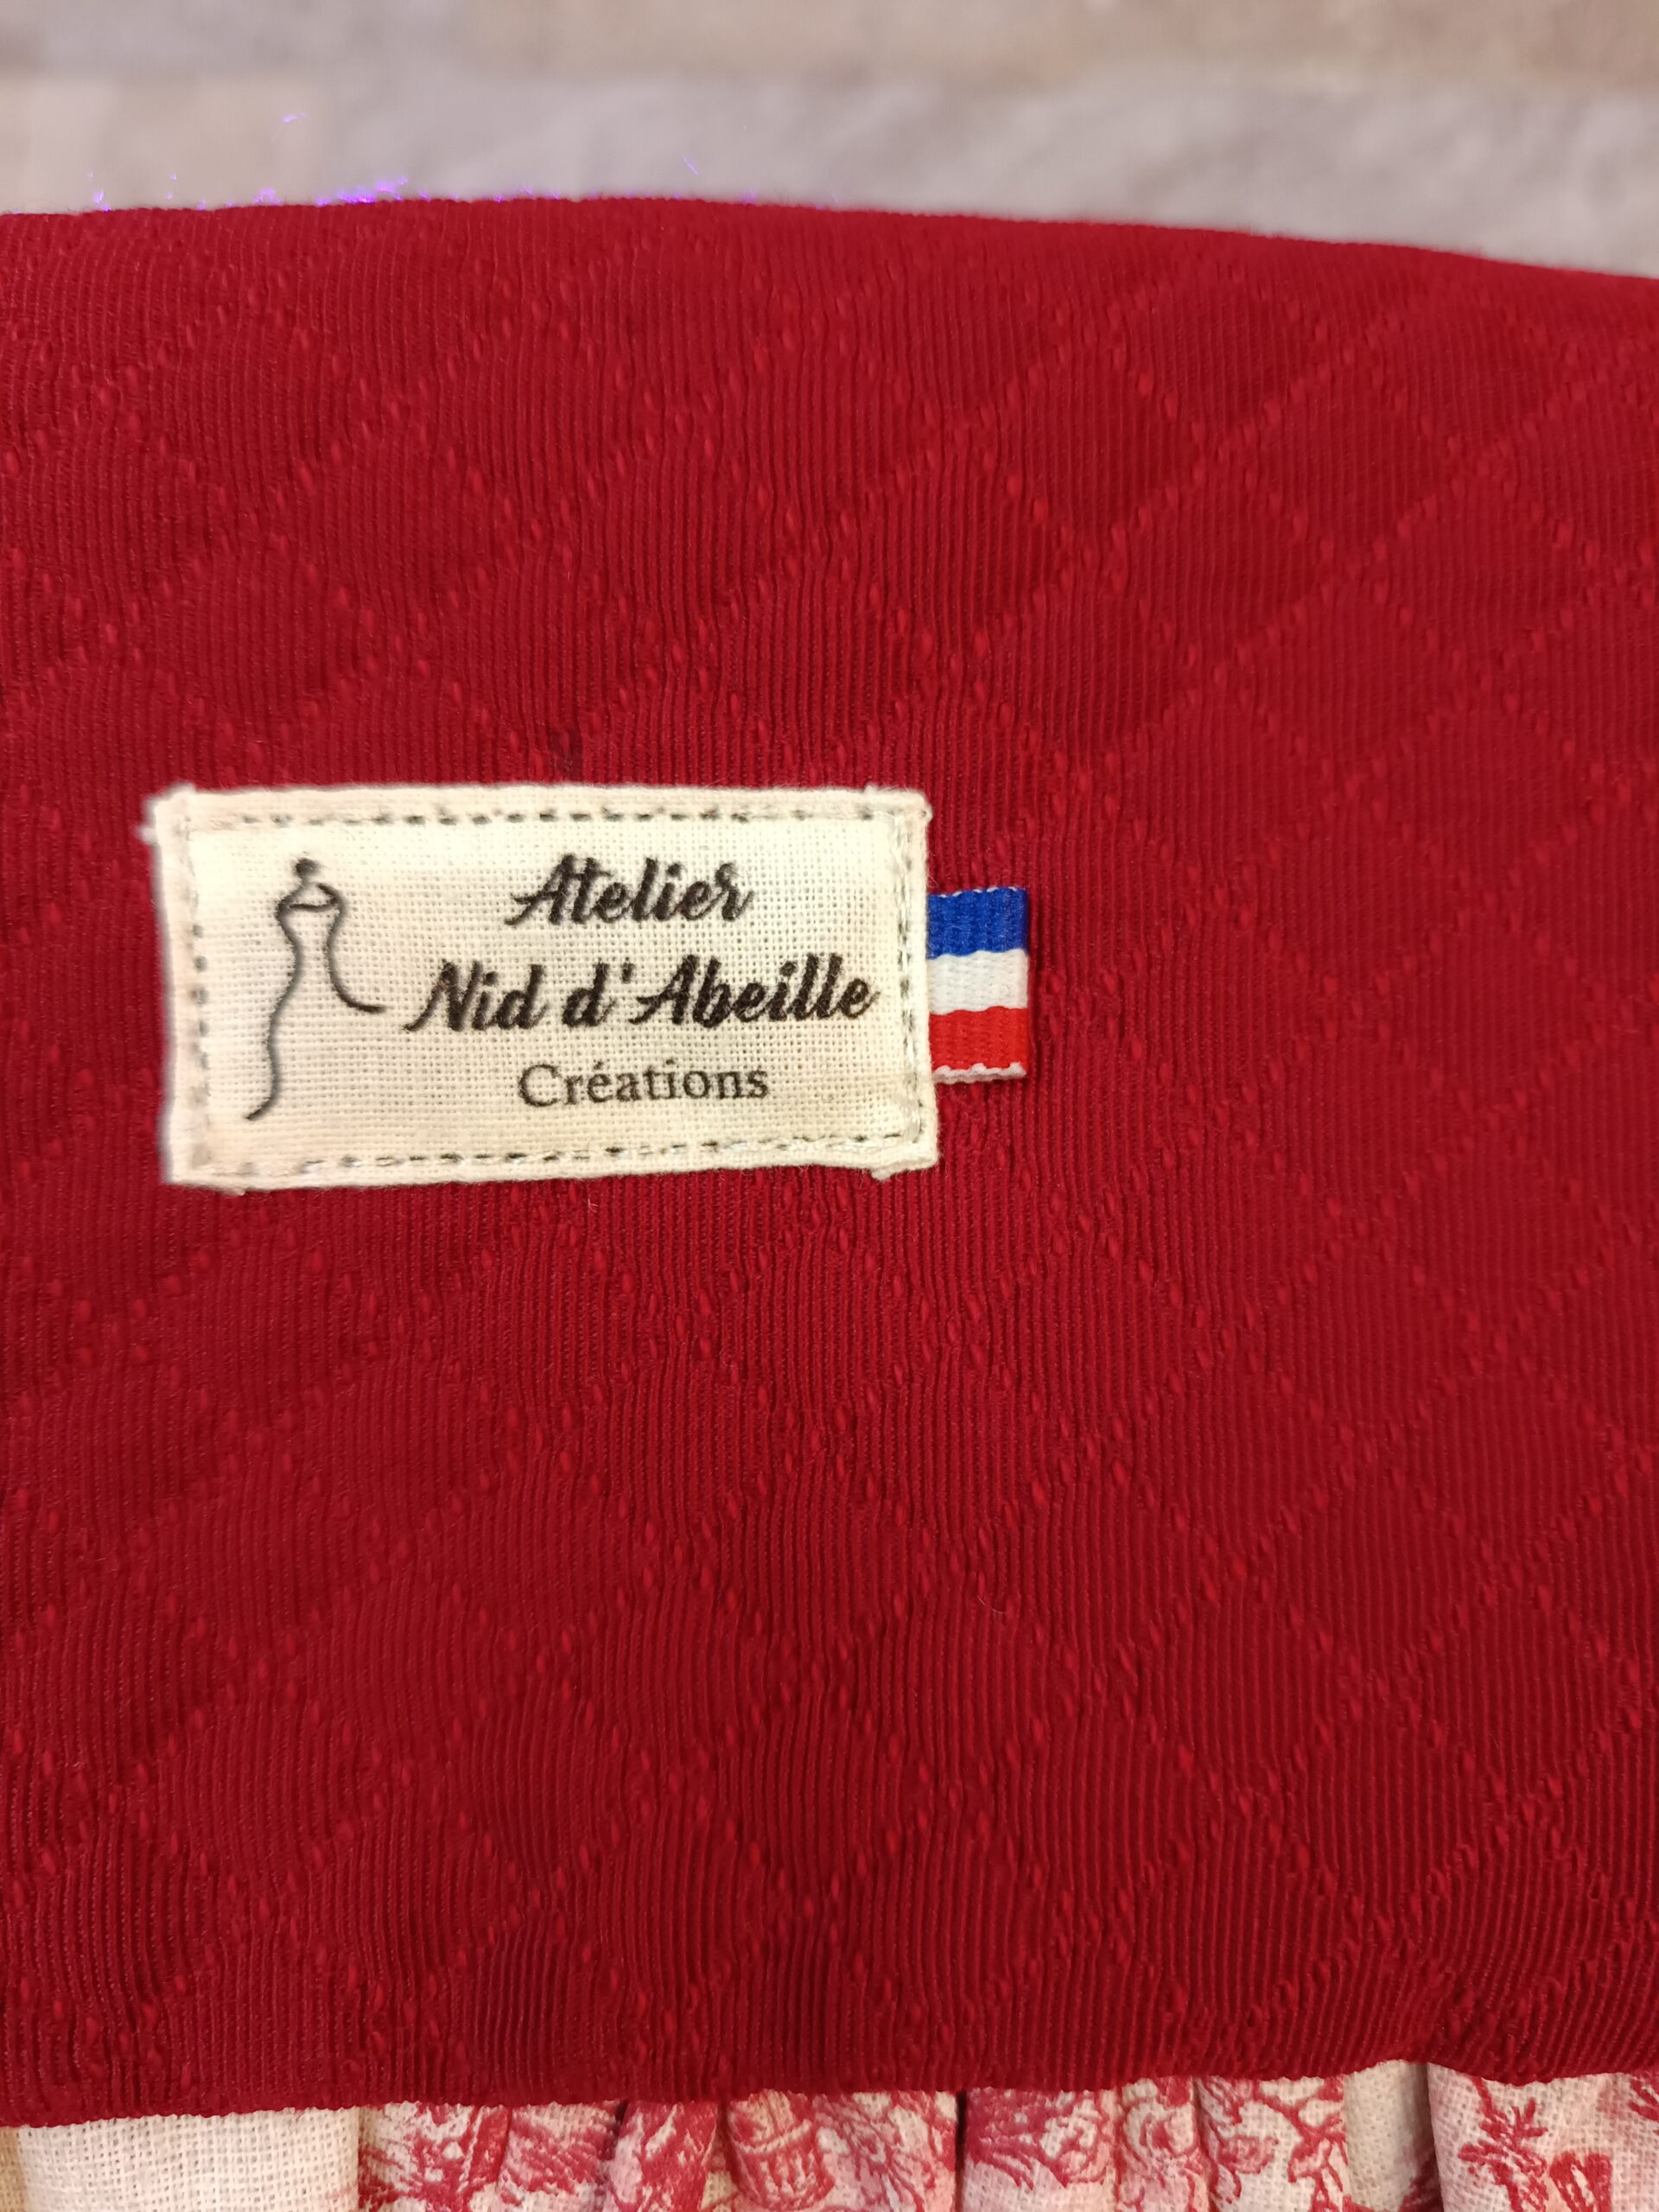 Atelier
Nid d'Abeille
Créations